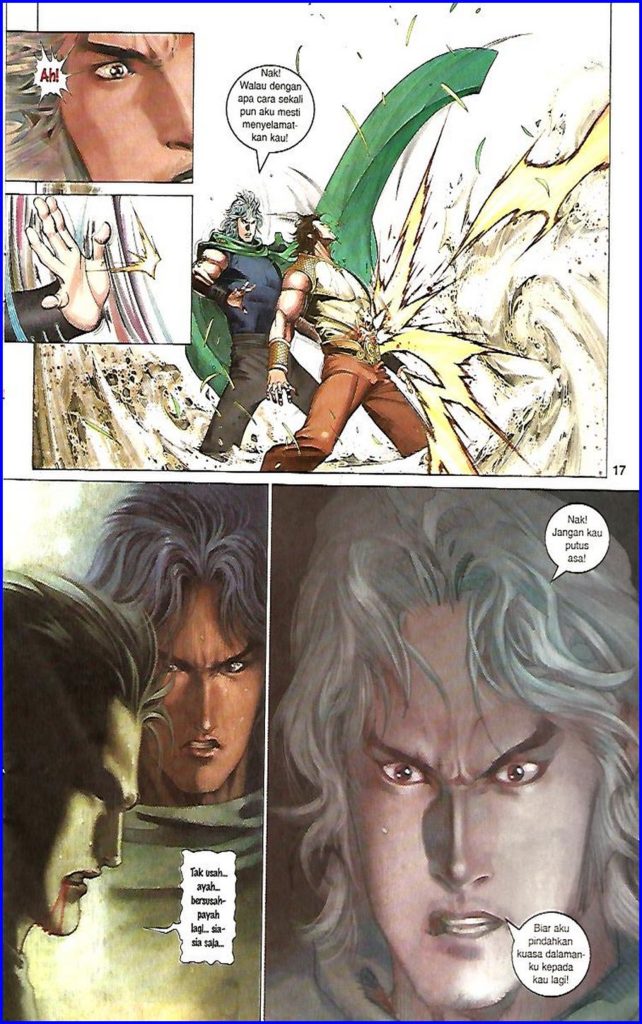 Ah!
Nak!
Walau dengan
apa cara sekali
pun aku mesti
menyelamat-
kan kau!
17
Tak usah...
ayah...
bersusah-
payah
lagi... sia-
sia saja...
Nak!
Jangan kau
putus
asa!
Biar aku
pindahkan
kuasa dalaman-
ku kepada
kau lagi!